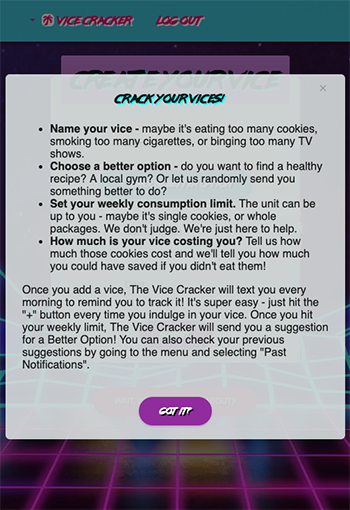 VICE CRACKER LOG OUT
CREATE YOUR VICE
CRACK YOUR VICES!
×
• Name your vice - maybe it's eating too many cookies,
smoking too many cigarettes, or binging too many TV
shows.
• Choose a better option - do you want to find a healthy
recipe? A local gym? Or let us randomly send you
something better to do?
• Set your weekly consumption limit. The unit can be
up to you - maybe it's single cookies, or whole
packages. We don't judge. We're just here to help.
• How much is your vice costing you? Tell us how
much those cookies cost and we'll tell you how much
you could have saved if you didn't eat them!
Once you add a vice, The Vice Cracker will text you every
morning to remind you to track it! It's super easy - just hit the
"+" button every time you indulge in your vice. Once you hit
your weekly limit, The Vice Cracker will send you a suggestion
for a Better Option! You can also check your previous
suggestions by going to the menu and selecting "Past
Notifications".
GOT IT?